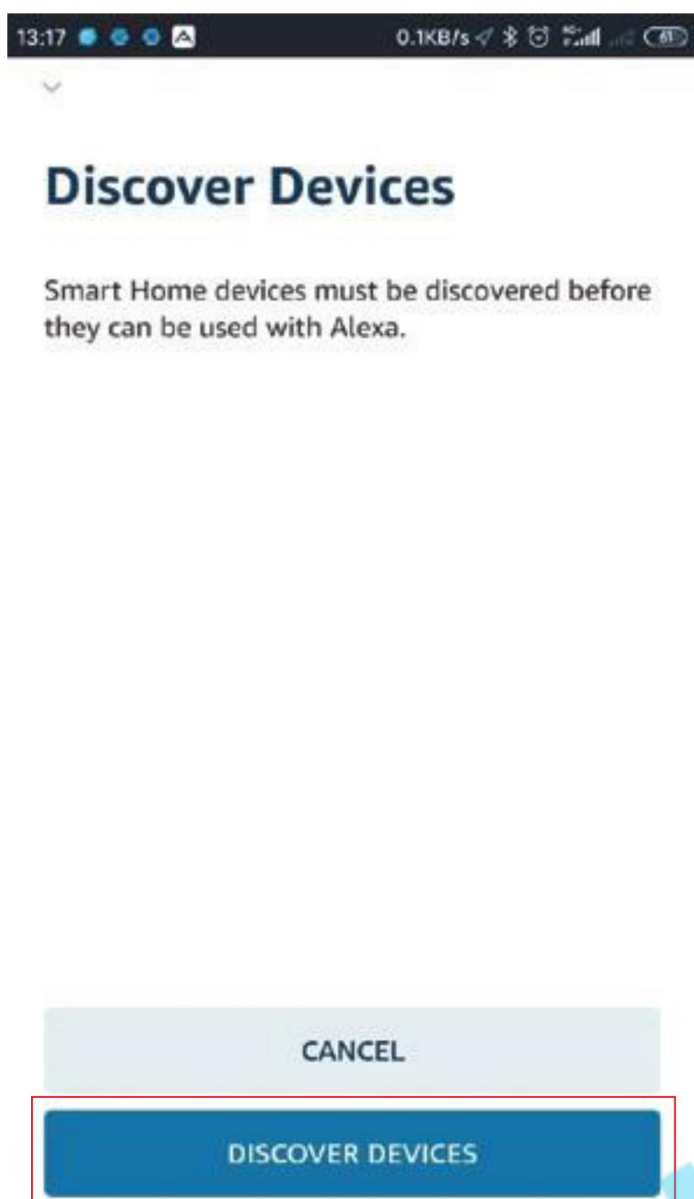 13:17 0.1KB/s 61
Discover Devices
Smart Home devices must be discovered before
they can be used with Alexa.
CANCEL
DISCOVER DEVICES